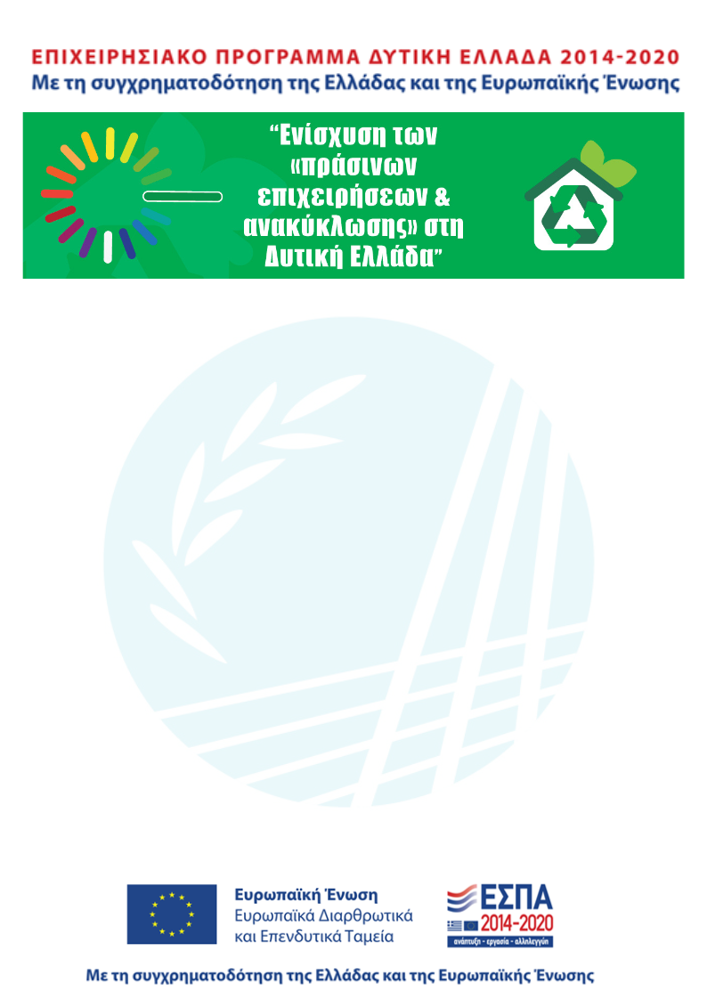 ΕΠΙΧΕΙΡΗΣΙΑΚΟ ΠΡΟΓΡΑΜΜΑ ΔΥΤΙΚΗ ΕΛΛΑΔΑ 2014-2020
Με τη συγχρηματοδότηση της Ελλάδας και της Ευρωπαϊκής Ένωσης
“Ενίσχυση των
«πράσινων
επιχειρήσεων &
ανακύκλωσης» στη
Δυτική Ελλάδα”
Ευρωπαϊκή Ένωση
Ευρωπαϊκά Διαρθρωτικά
και Επενδυτικά Ταμεία
ΕΣΠΑ
2014-2020
ανάπτυξη - εργασία - αλληλεγγύη
Με τη συγχρηματοδότηση της Ελλάδας και της Ευρωπαϊκής Ένωσης